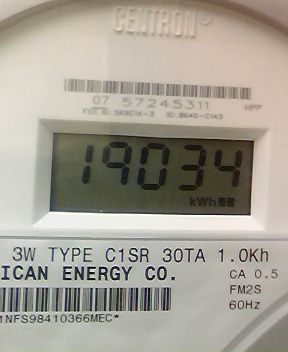 CENTRON®
07 57245311
19034
kWh
3W TYPE C1SR 30TA 1.0Kh
ICAN ENERGY CO.
CA 0.5
FM2S
60Hz
1NFS98410366MEC*